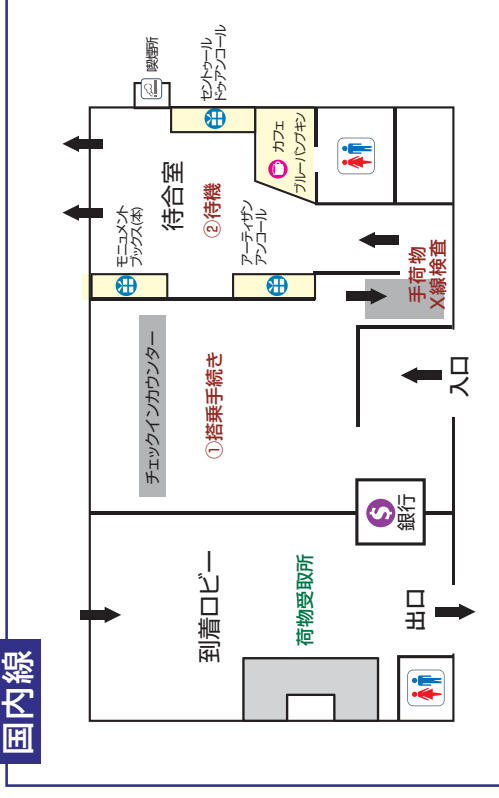 国内線
到着ロビー
荷物受取所
出口
$
銀行
チェックインカウンター
①搭乗手続き
入口
手荷物
X線検査
モニュメント
ブックス(本)
待合室
②待機
アーティザン
アンコール
喫煙所
セントゥール
ドゥアンコール
カフェ
ブルーパンプキン